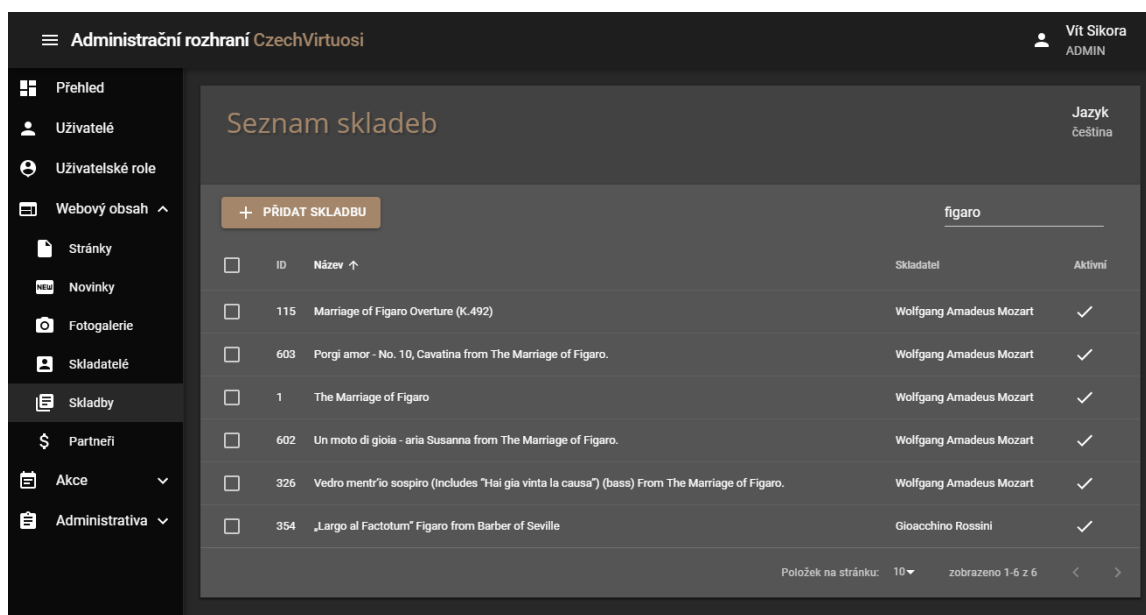 Administrační rozhraní CzechVirtuosi
Vít Sikora
ADMIN
Přehled
Uživatelé
Uživatelské role
Webový obsah
Stránky
NEW Novinky
Fotogalerie
Skladatelé
Skladby
$ Partneři
Akce
Administrativa
Seznam skladeb
Jazyk
čeština
+ PŘIDAT SKLADBU
figaro
ID Název ↑ Skladatel Aktivní
115 Marriage of Figaro Overture (K.492) Wolfgang Amadeus Mozart
603 Porgi amor - No. 10, Cavatina from The Marriage of Figaro. Wolfgang Amadeus Mozart
1 The Marriage of Figaro Wolfgang Amadeus Mozart
602 Un moto di gioia - aria Susanna from The Marriage of Figaro. Wolfgang Amadeus Mozart
326 Vedro mentr'io sospiro (Includes "Hai gia vinta la causa") (bass) From The Marriage of Figaro. Wolfgang Amadeus Mozart
354 „Largo al Factotum" Figaro from Barber of Seville Gioacchino Rossini
Položek na stránku: 10 zobrazeno 1-6 z 6